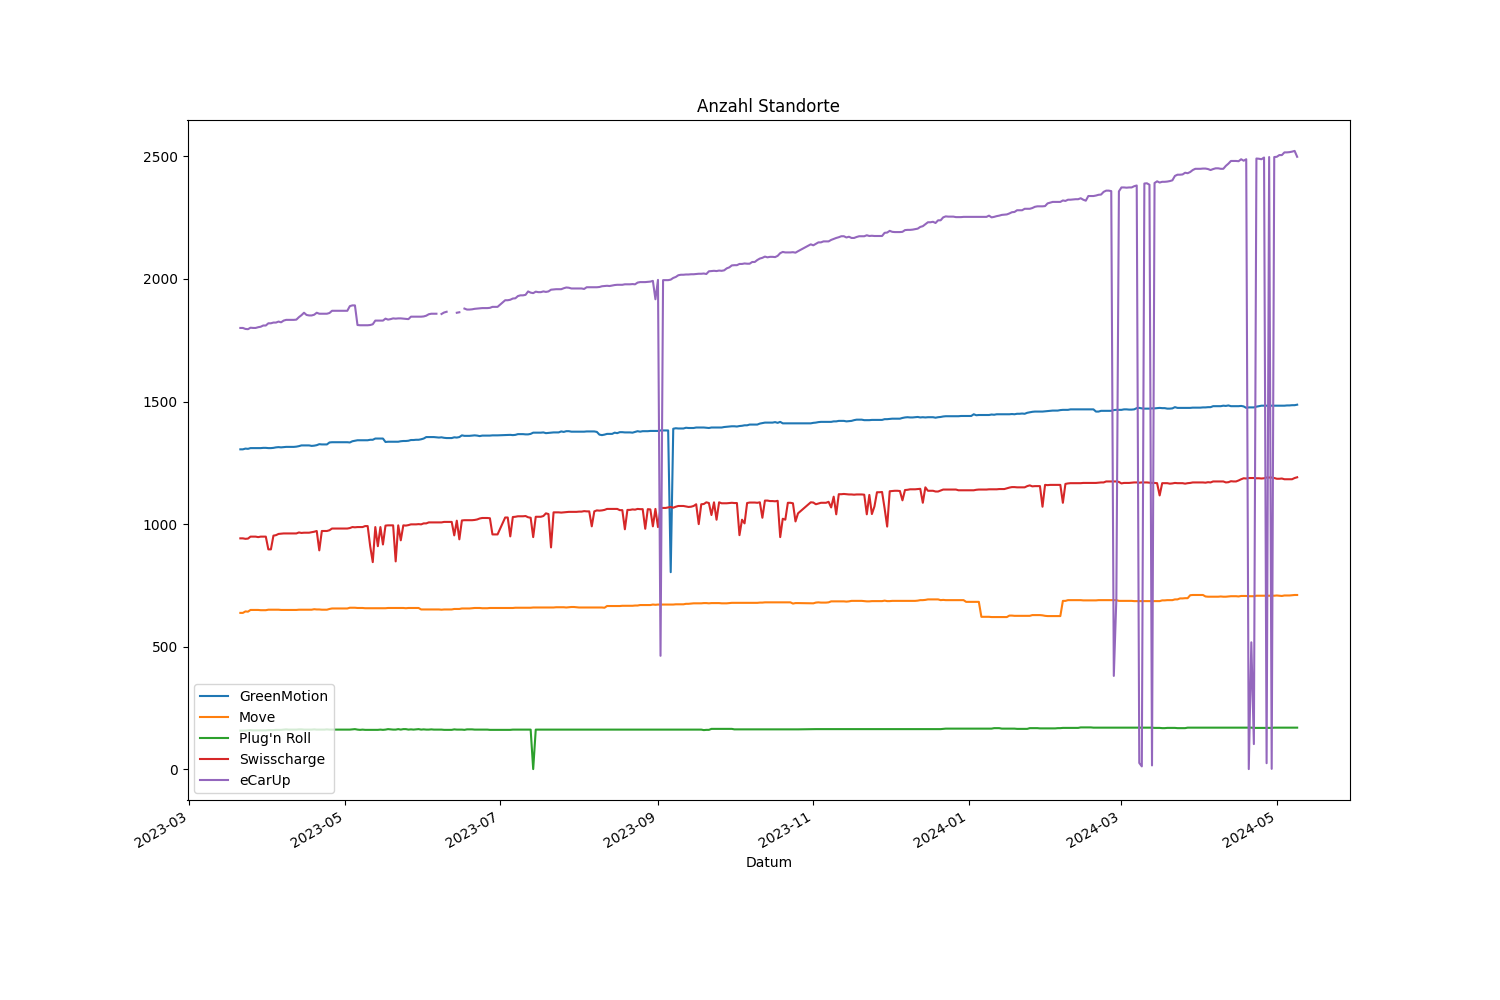 Anzahl Standorte
2500
2000
1500
1000
500
0
GreenMotion
Move
Plug'n Roll
Swisscharge
eCarUp
2023-03
2023-05
2023-07
2023-09
2023-11
2024-01
2024-03
2024-05
Datum